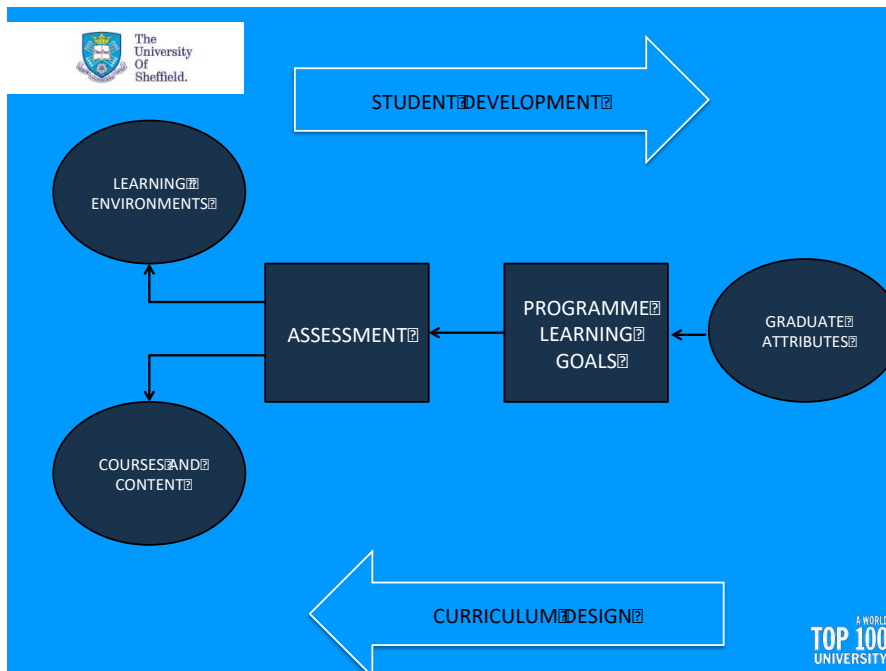 The
University
Of
Sheffield.
STUDENT DEVELOPMENT
LEARNING
ENVIRONMENTS
ASSESSMENT
PROGRAMME
LEARNING
GOALS
GRADUATE
ATTRIBUTES
COURSES AND
CONTENT
CURRICULUM DESIGN
A WORLD
TOP 100
UNIVERSITY